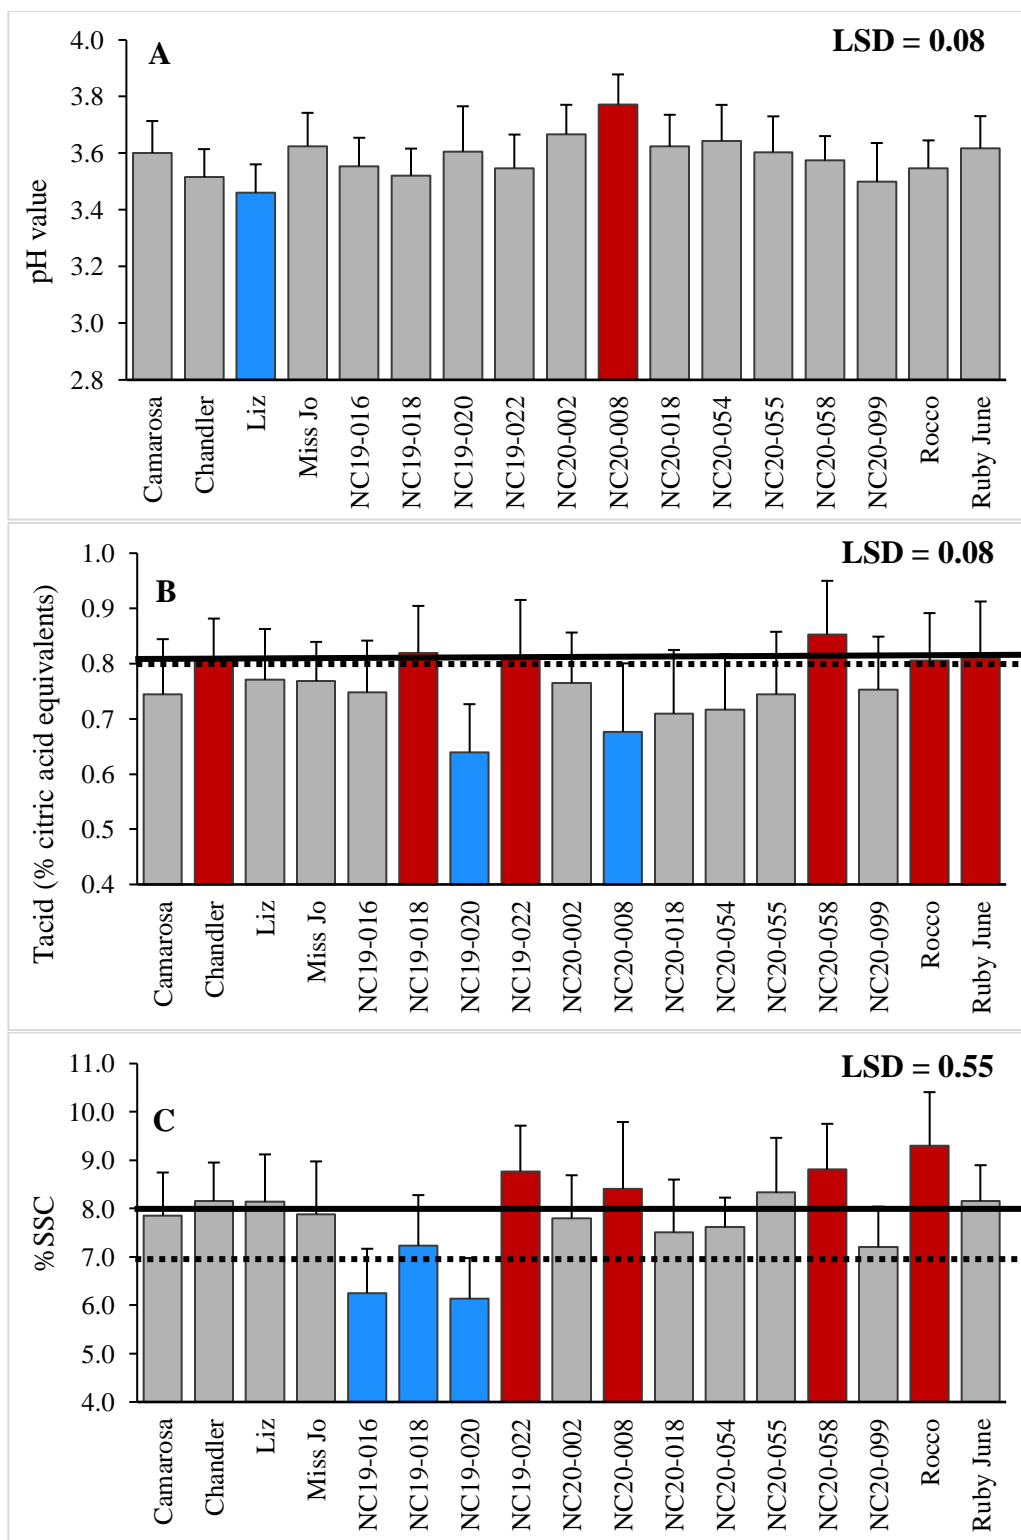 A
LSD = 0.08
pH value
4.0
3.8
3.6
3.4
3.2
3.0
2.8
Camarosa
Chandler
Liz
Miss Jo
NC19-016
NC19-018
NC19-020
NC19-022
NC20-002
NC20-008
NC20-018
NC20-054
NC20-055
NC20-058
NC20-099
Rocco
Ruby June
B
LSD = 0.08
Tacid (% citric acid equivalents)
1.0
0.9
0.8
0.7
0.6
0.5
0.4
Camarosa
Chandler
Liz
Miss Jo
NC19-016
NC19-018
NC19-020
NC19-022
NC20-002
NC20-008
NC20-018
NC20-054
NC20-055
NC20-058
NC20-099
Rocco
Ruby June
C
LSD = 0.55
%SSC
11.0
10.0
9.0
8.0
7.0
6.0
5.0
4.0
Camarosa
Chandler
Liz
Miss Jo
NC19-016
NC19-018
NC19-020
NC19-022
NC20-002
NC20-008
NC20-018
NC20-054
NC20-055
NC20-058
NC20-099
Rocco
Ruby June